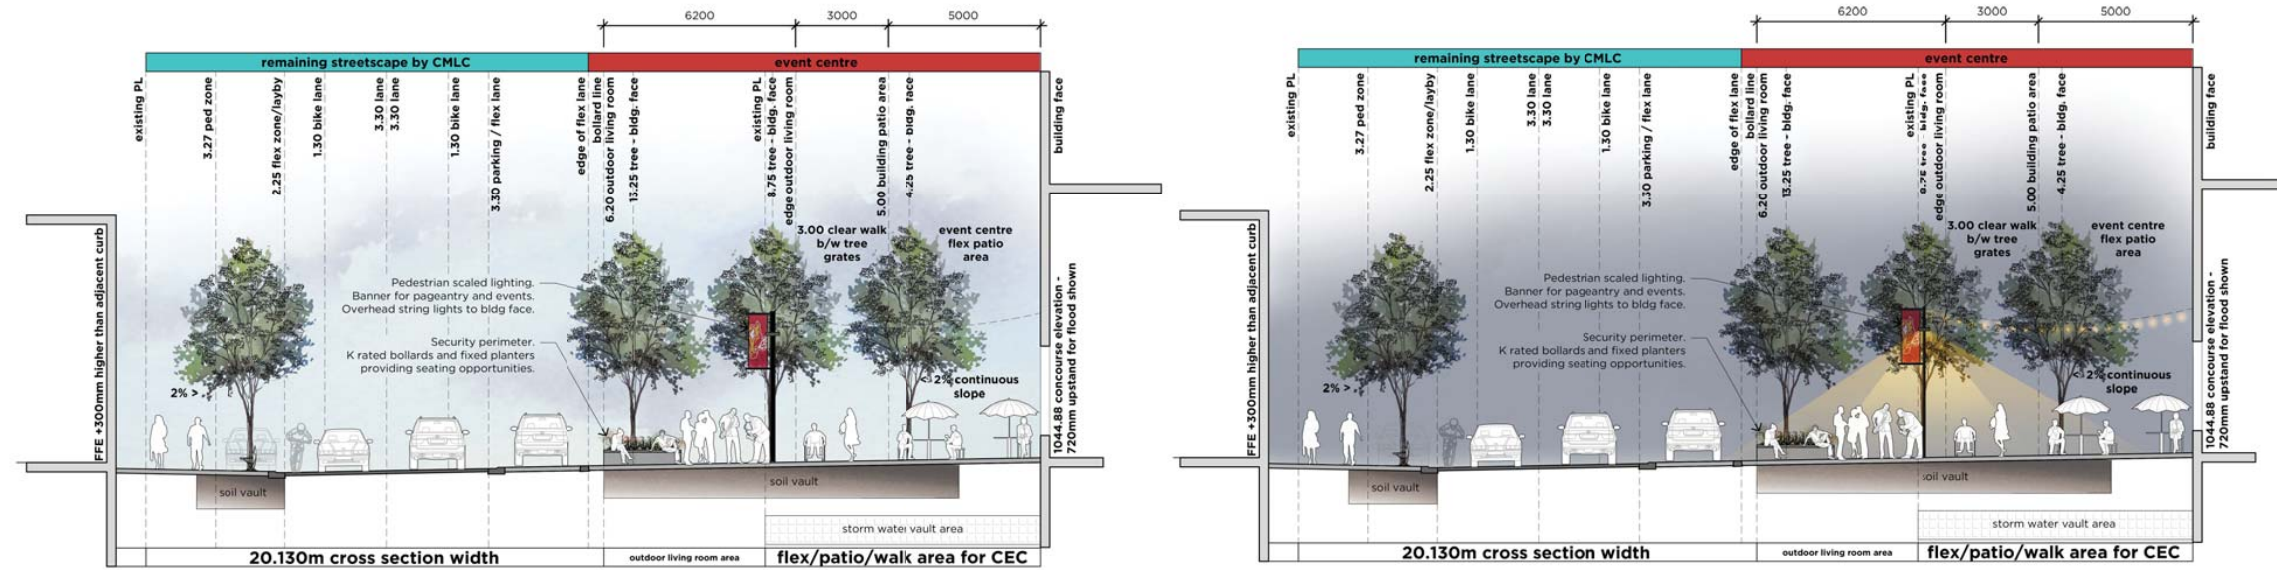 6200 3000 5000
remaining streetscape by CMLC event centre
existing PL
3.27 ped zone
2.25 flex zone/layby
1.30 bike lane
3.30 lane
3.30 lane
1.30 bike lane
3.30 parking / flex lane
edge of flex lane
bollard line
6.20 outdoor living room
13.25 tree - bldg. face
existing PL
8.75 tree - bldg. face
edge outdoor living room
5.00 building patio area
4.25 tree - bldg. face
building face
3.00 clear walk
b/w tree
grates
event centre
flex patio
area
Pedestrian scaled lighting.
Banner for pageantry and events.
Overhead string lights to bldg face.
Security perimeter.
K rated bollards and fixed planters
providing seating opportunities.
2% >
< 2% continuous
slope
FFE +300mm higher than adjacent curb
1044.88 concourse elevation -
720mm upstand for flood shown
soil vault
soil vault
storm water vault area
20.130m cross section width outdoor living room area flex/patio/walk area for CEC
6200 3000 5000
remaining streetscape by CMLC event centre
existing PL
3.27 ped zone
2.25 flex zone/layby
1.30 bike lane
3.30 lane
3.30 lane
1.30 bike lane
3.30 parking / flex lane
edge of flex lane
bollard line
6.20 outdoor living room
13.25 tree - bldg. face
existing PL
8.75 tree - bldg. face
edge outdoor living room
5.00 building patio area
4.25 tree - bldg. face
building face
3.00 clear walk
b/w tree
grates
event centre
flex patio
area
Pedestrian scaled lighting.
Banner for pageantry and events.
Overhead string lights to bldg face.
Security perimeter.
K rated bollards and fixed planters
providing seating opportunities.
2% >
< 2% continuous
slope
FFE +300mm higher than adjacent curb
1044.88 concourse elevation -
720mm upstand for flood shown
soil vault
soil vault
storm water vault area
20.130m cross section width outdoor living room area flex/patio/walk area for CEC